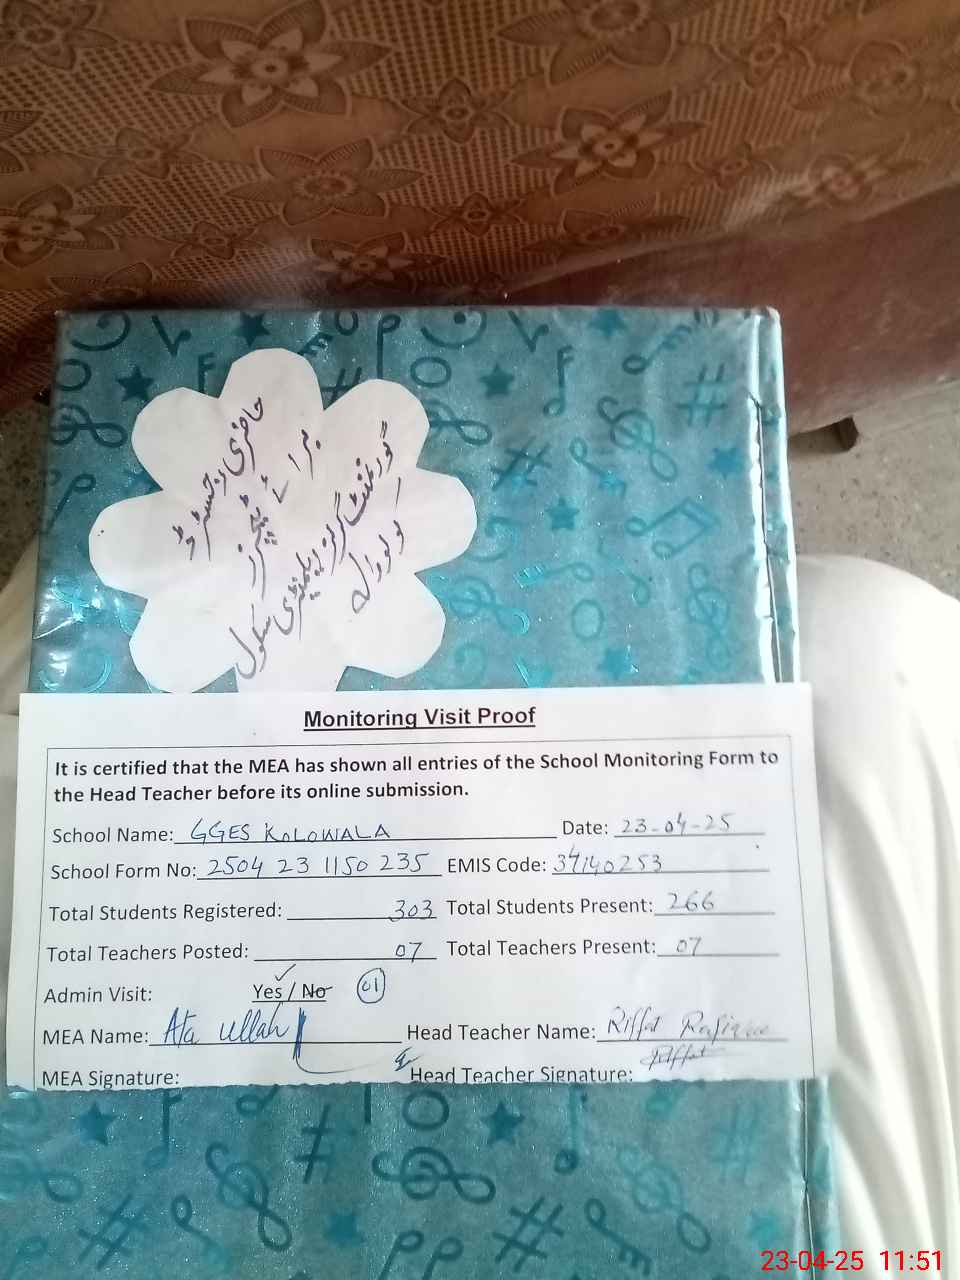 حاضری رجسٹرڈ
برائے ٹیچرز
گورنمنٹ گرلز ایلیمنٹری سکول
کولووالہ
Monitoring Visit Proof
It is certified that the MEA has shown all entries of the School Monitoring Form to
the Head Teacher before its online submission.
School Name: GGES KOLOWALA Date: 23-04-25
School Form No: 2504 23 1150 235 EMIS Code: 34140253
Total Students Registered: 303 Total Students Present: 266
Total Teachers Posted: 07 Total Teachers Present: 07
Admin Visit: Yes / No 01
MEA Name: Ata Ullah Head Teacher Name: Riffat Rafique
MEA Signature: Head Teacher Signature: Riffat
23-04-25 11:51